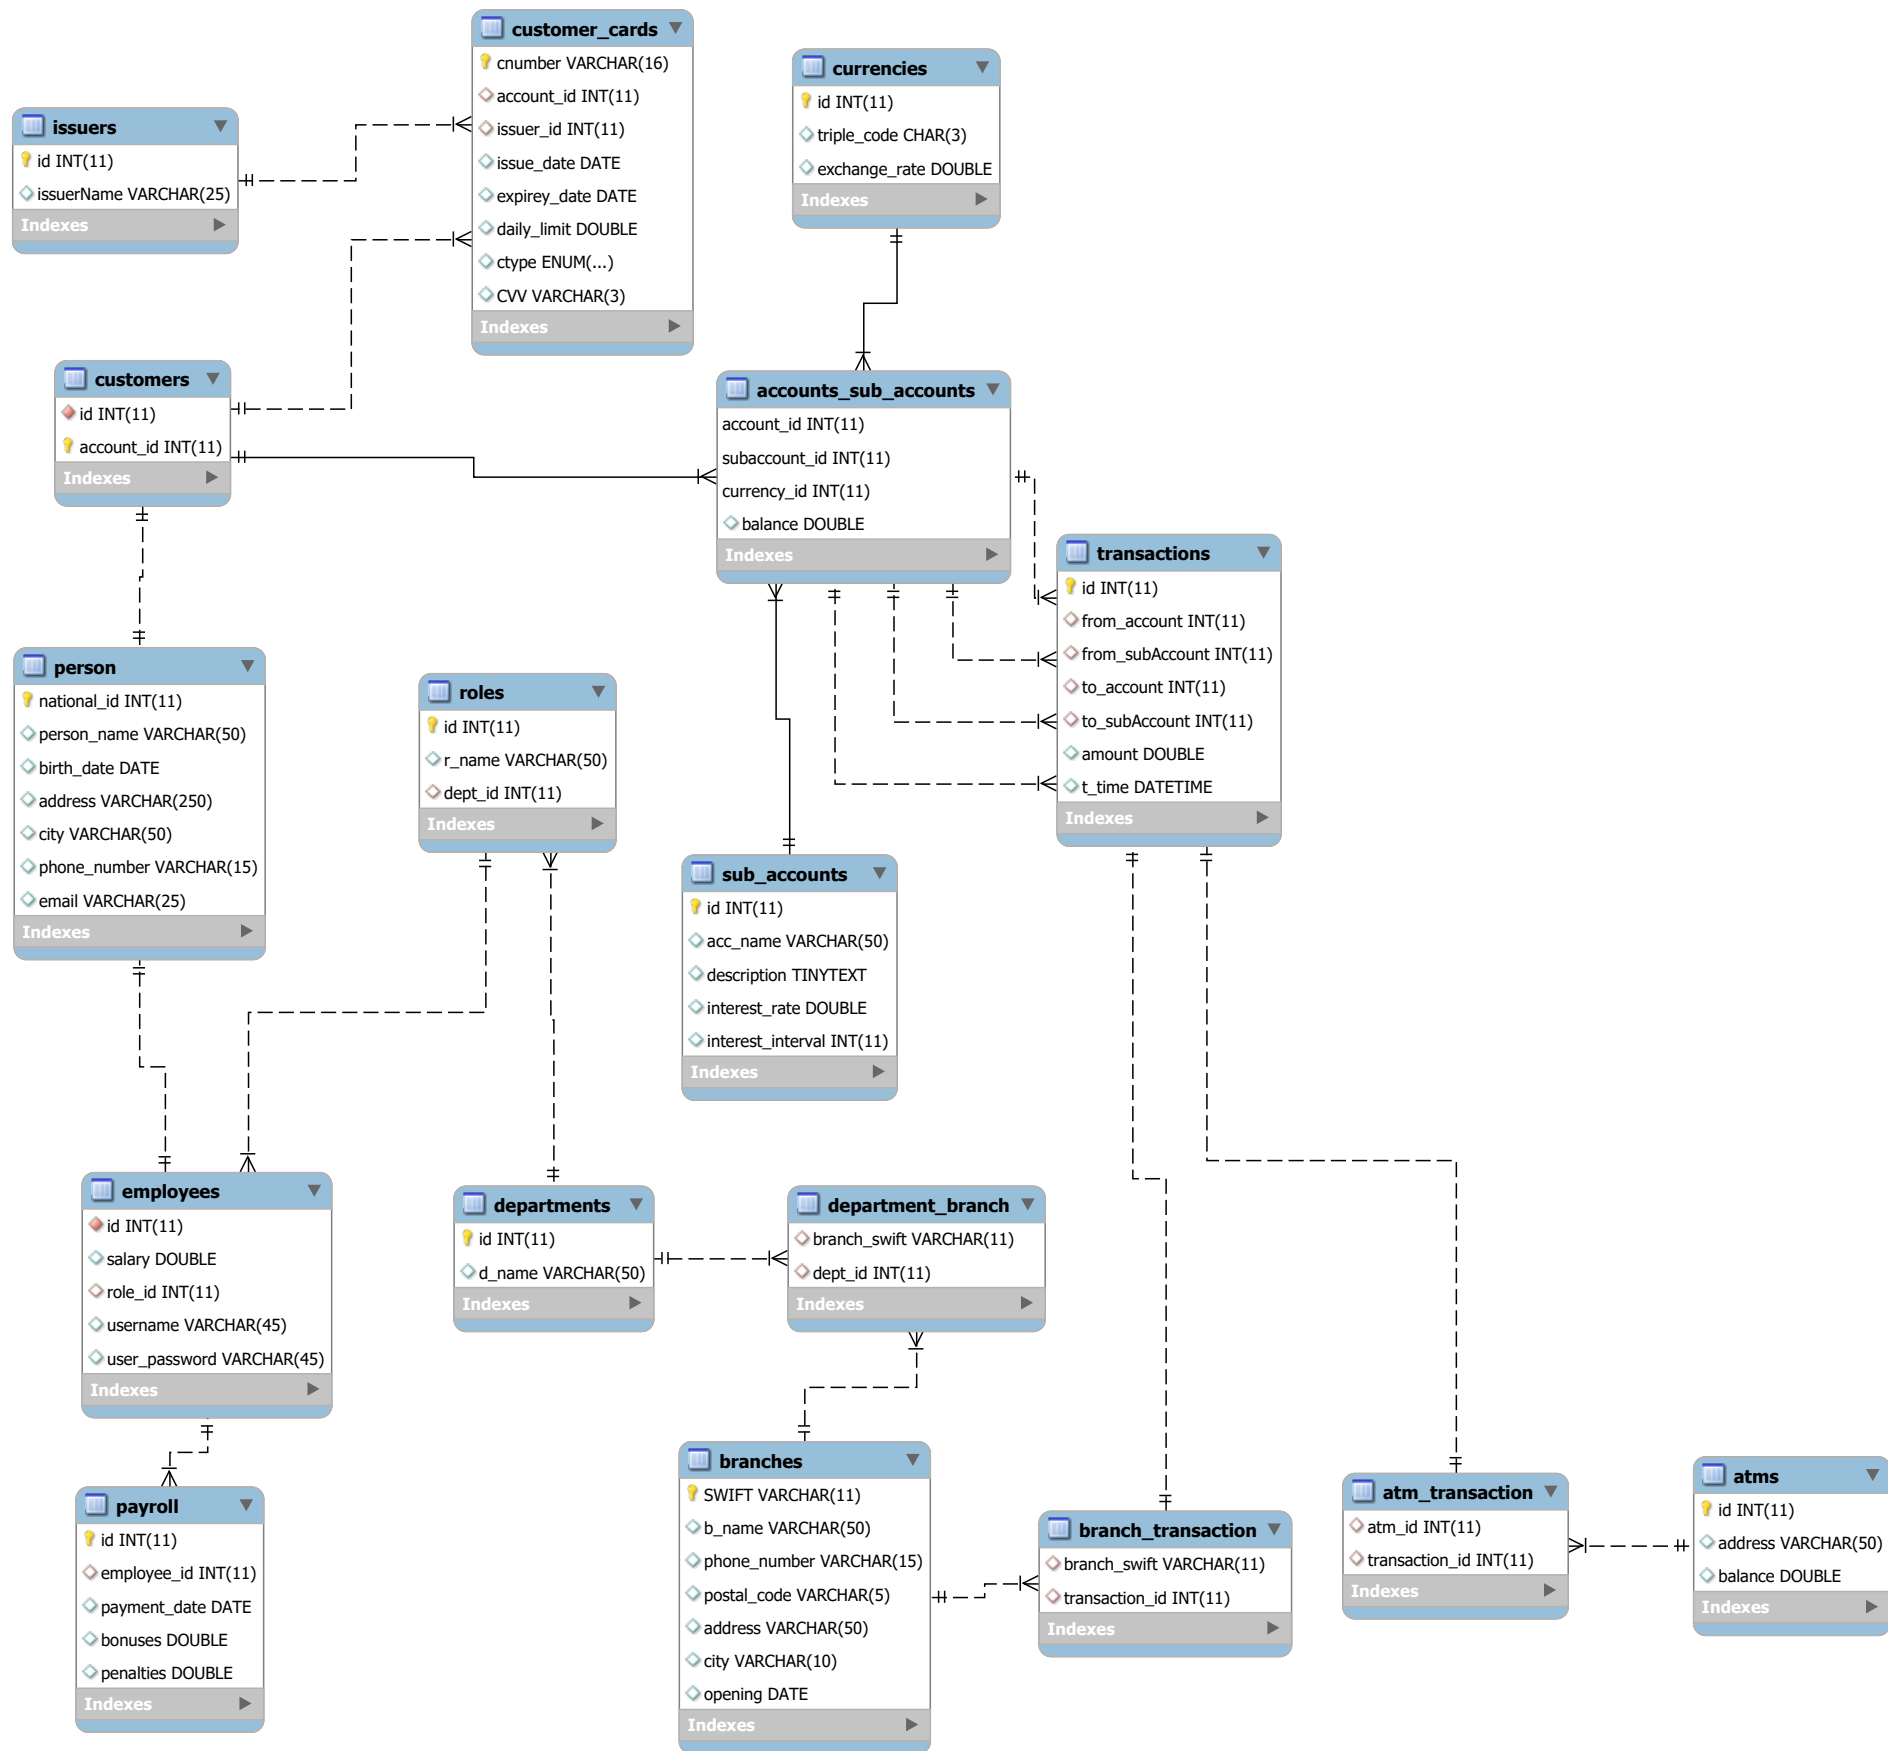 customer_cards
cnumber VARCHAR(16)
account_id INT(11)
issuer_id INT(11)
issue_date DATE
expirey_date DATE
daily_limit DOUBLE
ctype ENUM(...)
CVV VARCHAR(3)
Indexes
currencies
id INT(11)
triple_code CHAR(3)
exchange_rate DOUBLE
Indexes
issuers
id INT(11)
issuerName VARCHAR(25)
Indexes
customers
id INT(11)
account_id INT(11)
Indexes
accounts_sub_accounts
account_id INT(11)
subaccount_id INT(11)
currency_id INT(11)
balance DOUBLE
Indexes
transactions
id INT(11)
from_account INT(11)
from_subAccount INT(11)
to_account INT(11)
to_subAccount INT(11)
amount DOUBLE
t_time DATETIME
Indexes
person
national_id INT(11)
person_name VARCHAR(50)
birth_date DATE
address VARCHAR(250)
city VARCHAR(50)
phone_number VARCHAR(15)
email VARCHAR(25)
Indexes
roles
id INT(11)
r_name VARCHAR(50)
dept_id INT(11)
Indexes
sub_accounts
id INT(11)
acc_name VARCHAR(50)
description TINYTEXT
interest_rate DOUBLE
interest_interval INT(11)
Indexes
employees
id INT(11)
salary DOUBLE
role_id INT(11)
username VARCHAR(45)
user_password VARCHAR(45)
Indexes
departments
id INT(11)
d_name VARCHAR(50)
Indexes
department_branch
branch_swift VARCHAR(11)
dept_id INT(11)
Indexes
payroll
id INT(11)
employee_id INT(11)
payment_date DATE
bonuses DOUBLE
penalties DOUBLE
Indexes
branches
SWIFT VARCHAR(11)
b_name VARCHAR(50)
phone_number VARCHAR(15)
postal_code VARCHAR(5)
address VARCHAR(50)
city VARCHAR(10)
opening DATE
Indexes
branch_transaction
branch_swift VARCHAR(11)
transaction_id INT(11)
Indexes
atm_transaction
atm_id INT(11)
transaction_id INT(11)
Indexes
atms
id INT(11)
address VARCHAR(50)
balance DOUBLE
Indexes